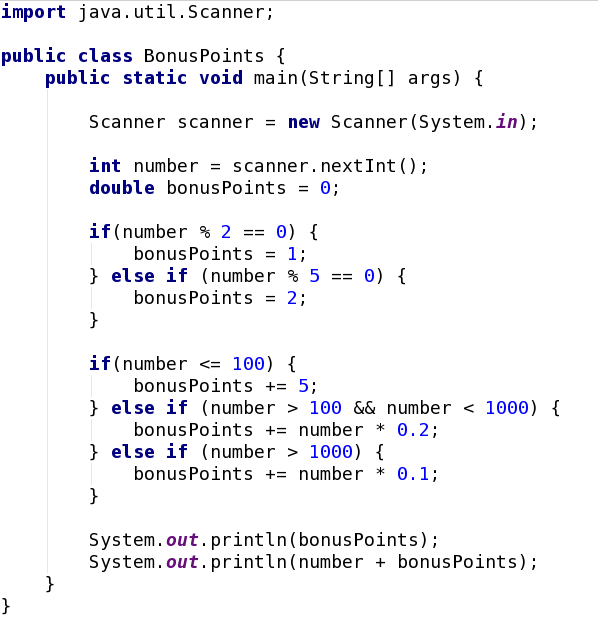 import java.util.Scanner;

public class BonusPoints {
    public static void main(String[] args) {

        Scanner scanner = new Scanner(System.in);

        int number = scanner.nextInt();
        double bonusPoints = 0;

        if(number % 2 == 0) {
            bonusPoints = 1;
        } else if (number % 5 == 0) {
            bonusPoints = 2;
        }

        if(number <= 100) {
            bonusPoints += 5;
        } else if (number > 100 && number < 1000) {
            bonusPoints += number * 0.2;
        } else if (number > 1000) {
            bonusPoints += number * 0.1;
        }

        System.out.println(bonusPoints);
        System.out.println(number + bonusPoints);
    }
}